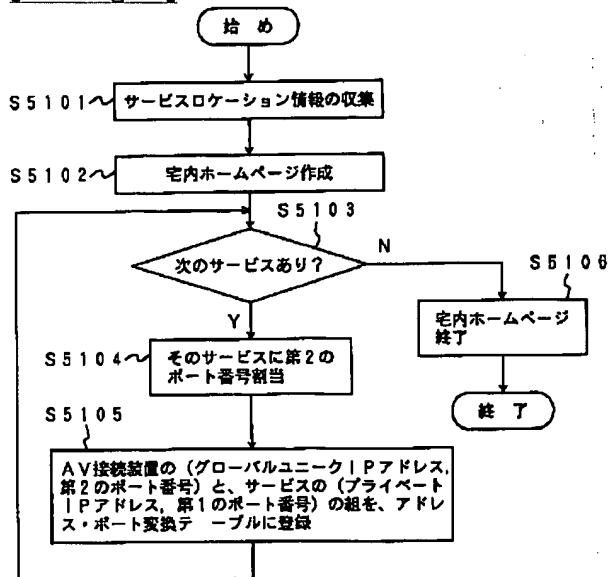 始 め
S5101 サービスロケーション情報の収集
S5102 宅内ホームページ作成
S5103
次のサービスあり？
N
S5106
宅内ホームページ
終了
Y
S5104 そのサービスに第2の
ポート番号割当
終 了
S5105
AV接続装置の（グローバルユニークIPアドレス，
第2のポート番号）と、サービスの（プライベート
IPアドレス，第1のポート番号）の組を、アドレ
ス・ポート変換テ ーブルに登録